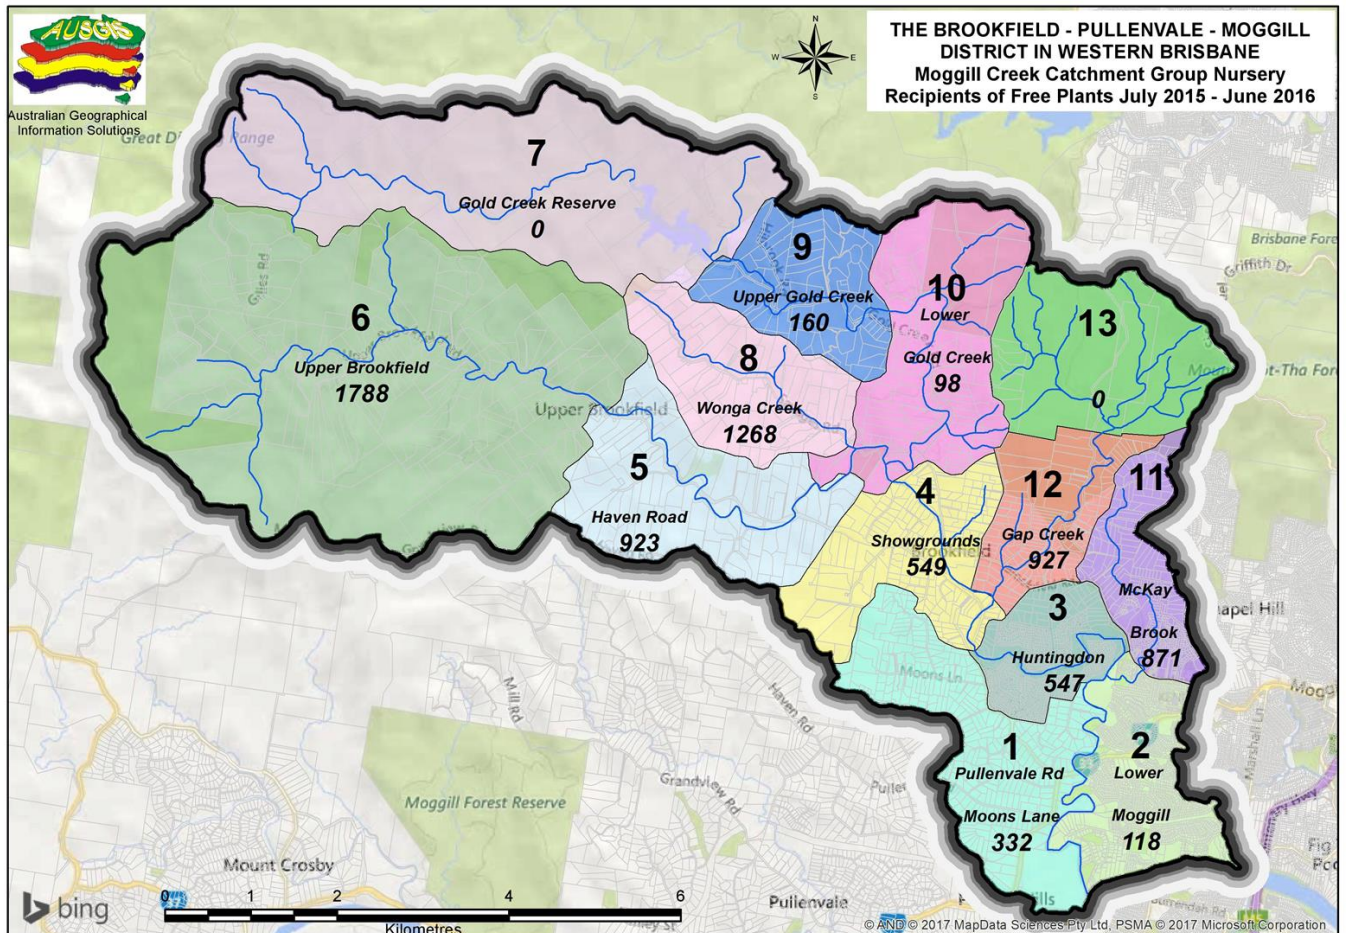 AUSGIS
Australian Geographical
Information Solutions
N
W
E
S
THE BROOKFIELD - PULLENVALE - MOGGILL
DISTRICT IN WESTERN BRISBANE
Moggill Creek Catchment Group Nursery
Recipients of Free Plants July 2015 - June 2016
Range
7
Gold Creek Reserve
0
9
Upper Gold Creek
160
10
Lower
Gold Creek
98
13
0
Griffith Dr
6
Upper Brookfield
1788
Upper Brookfield
8
Wonga Creek
1268
5
Haven Road
923
4
Showgrounds
549
Brookfield
12
Gap Creek
927
11
McKay
Brook
871
3
Huntingdon
547
1
Pullenvale Rd
Moons Lane
332
2
Lower
Moggill
118
Moons Ln
Mill Rd
Haven Rd
Grandview Rd
Marshall Ln
Moggill Forest Reserve
Mount Crosby
Pullenvale
bing
0 1 2 4 6
Kilometres
© AND © 2017 MapData Sciences Pty Ltd, PSMA © 2017 Microsoft Corporation